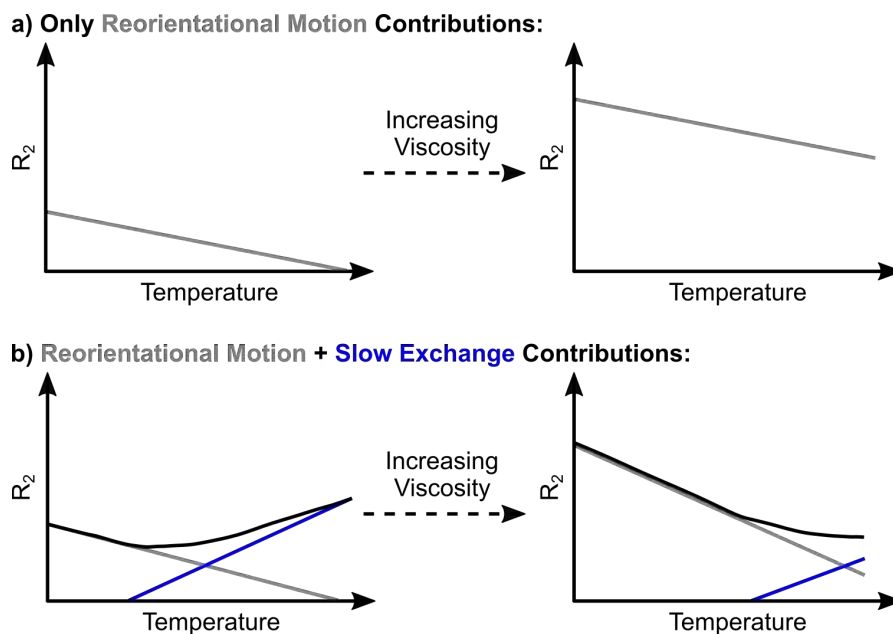 a) Only Reorientational Motion Contributions:
R₂
Temperature
Increasing
Viscosity
R₂
Temperature
b) Reorientational Motion + Slow Exchange Contributions:
R₂
Temperature
Increasing
Viscosity
R₂
Temperature